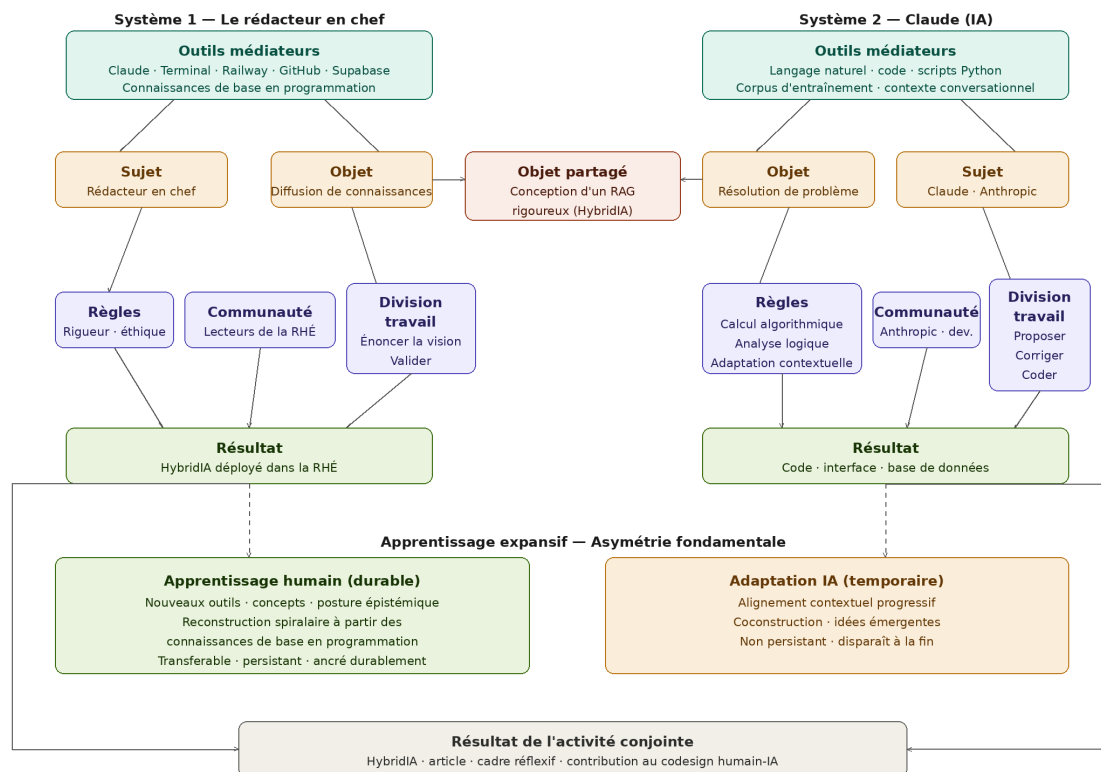 Système 1 — Le rédacteur en chef
Système 2 — Claude (IA)
Outils médiateurs
Claude · Terminal · Railway · GitHub · Supabase
Connaissances de base en programmation
Outils médiateurs
Langage naturel · code · scripts Python
Corpus d'entraînement · contexte conversationnel
Sujet
Rédacteur en chef
Objet
Diffusion de connaissances
Objet partagé
Conception d'un RAG
rigoureux (HybridIA)
Objet
Résolution de problème
Sujet
Claude · Anthropic
Règles
Rigueur · éthique
Communauté
Lecteurs de la RHÉ
Division
travail
Énoncer la vision
Valider
Règles
Calcul algorithmique
Analyse logique
Adaptation contextuelle
Communauté
Anthropic · dev.
Division
travail
Proposer
Corriger
Coder
Résultat
HybridIA déployé dans la RHÉ
Résultat
Code · interface · base de données
Apprentissage expansif — Asymétrie fondamentale
Apprentissage humain (durable)
Nouveaux outils · concepts · posture épistémique
Reconstruction spiralaire à partir des
connaissances de base en programmation
Transferable · persistant · ancré durablement
Adaptation IA (temporaire)
Alignement contextuel progressif
Coconstruction · idées émergentes
Non persistant · disparaît à la fin
Résultat de l'activité conjointe
HybridIA · article · cadre réflexif · contribution au codesign humain-IA